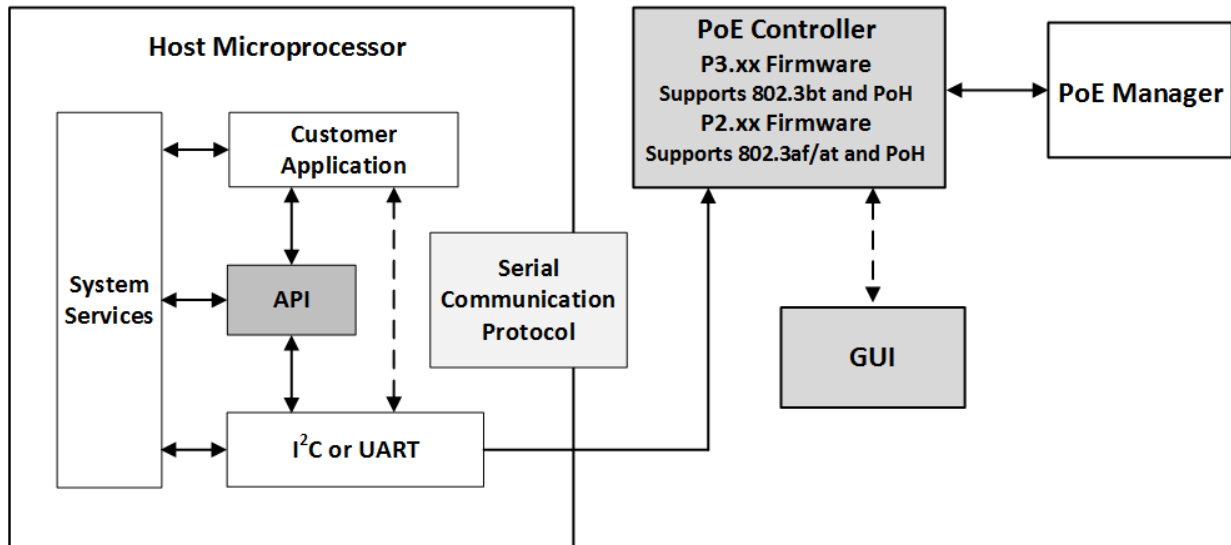 Host Microprocessor
System
Services
Customer
Application
API
I²C or UART
Serial
Communication
Protocol
PoE Controller
P3.xx Firmware
Supports 802.3bt and PoH
P2.xx Firmware
Supports 802.3af/at and PoH
PoE Manager
GUI